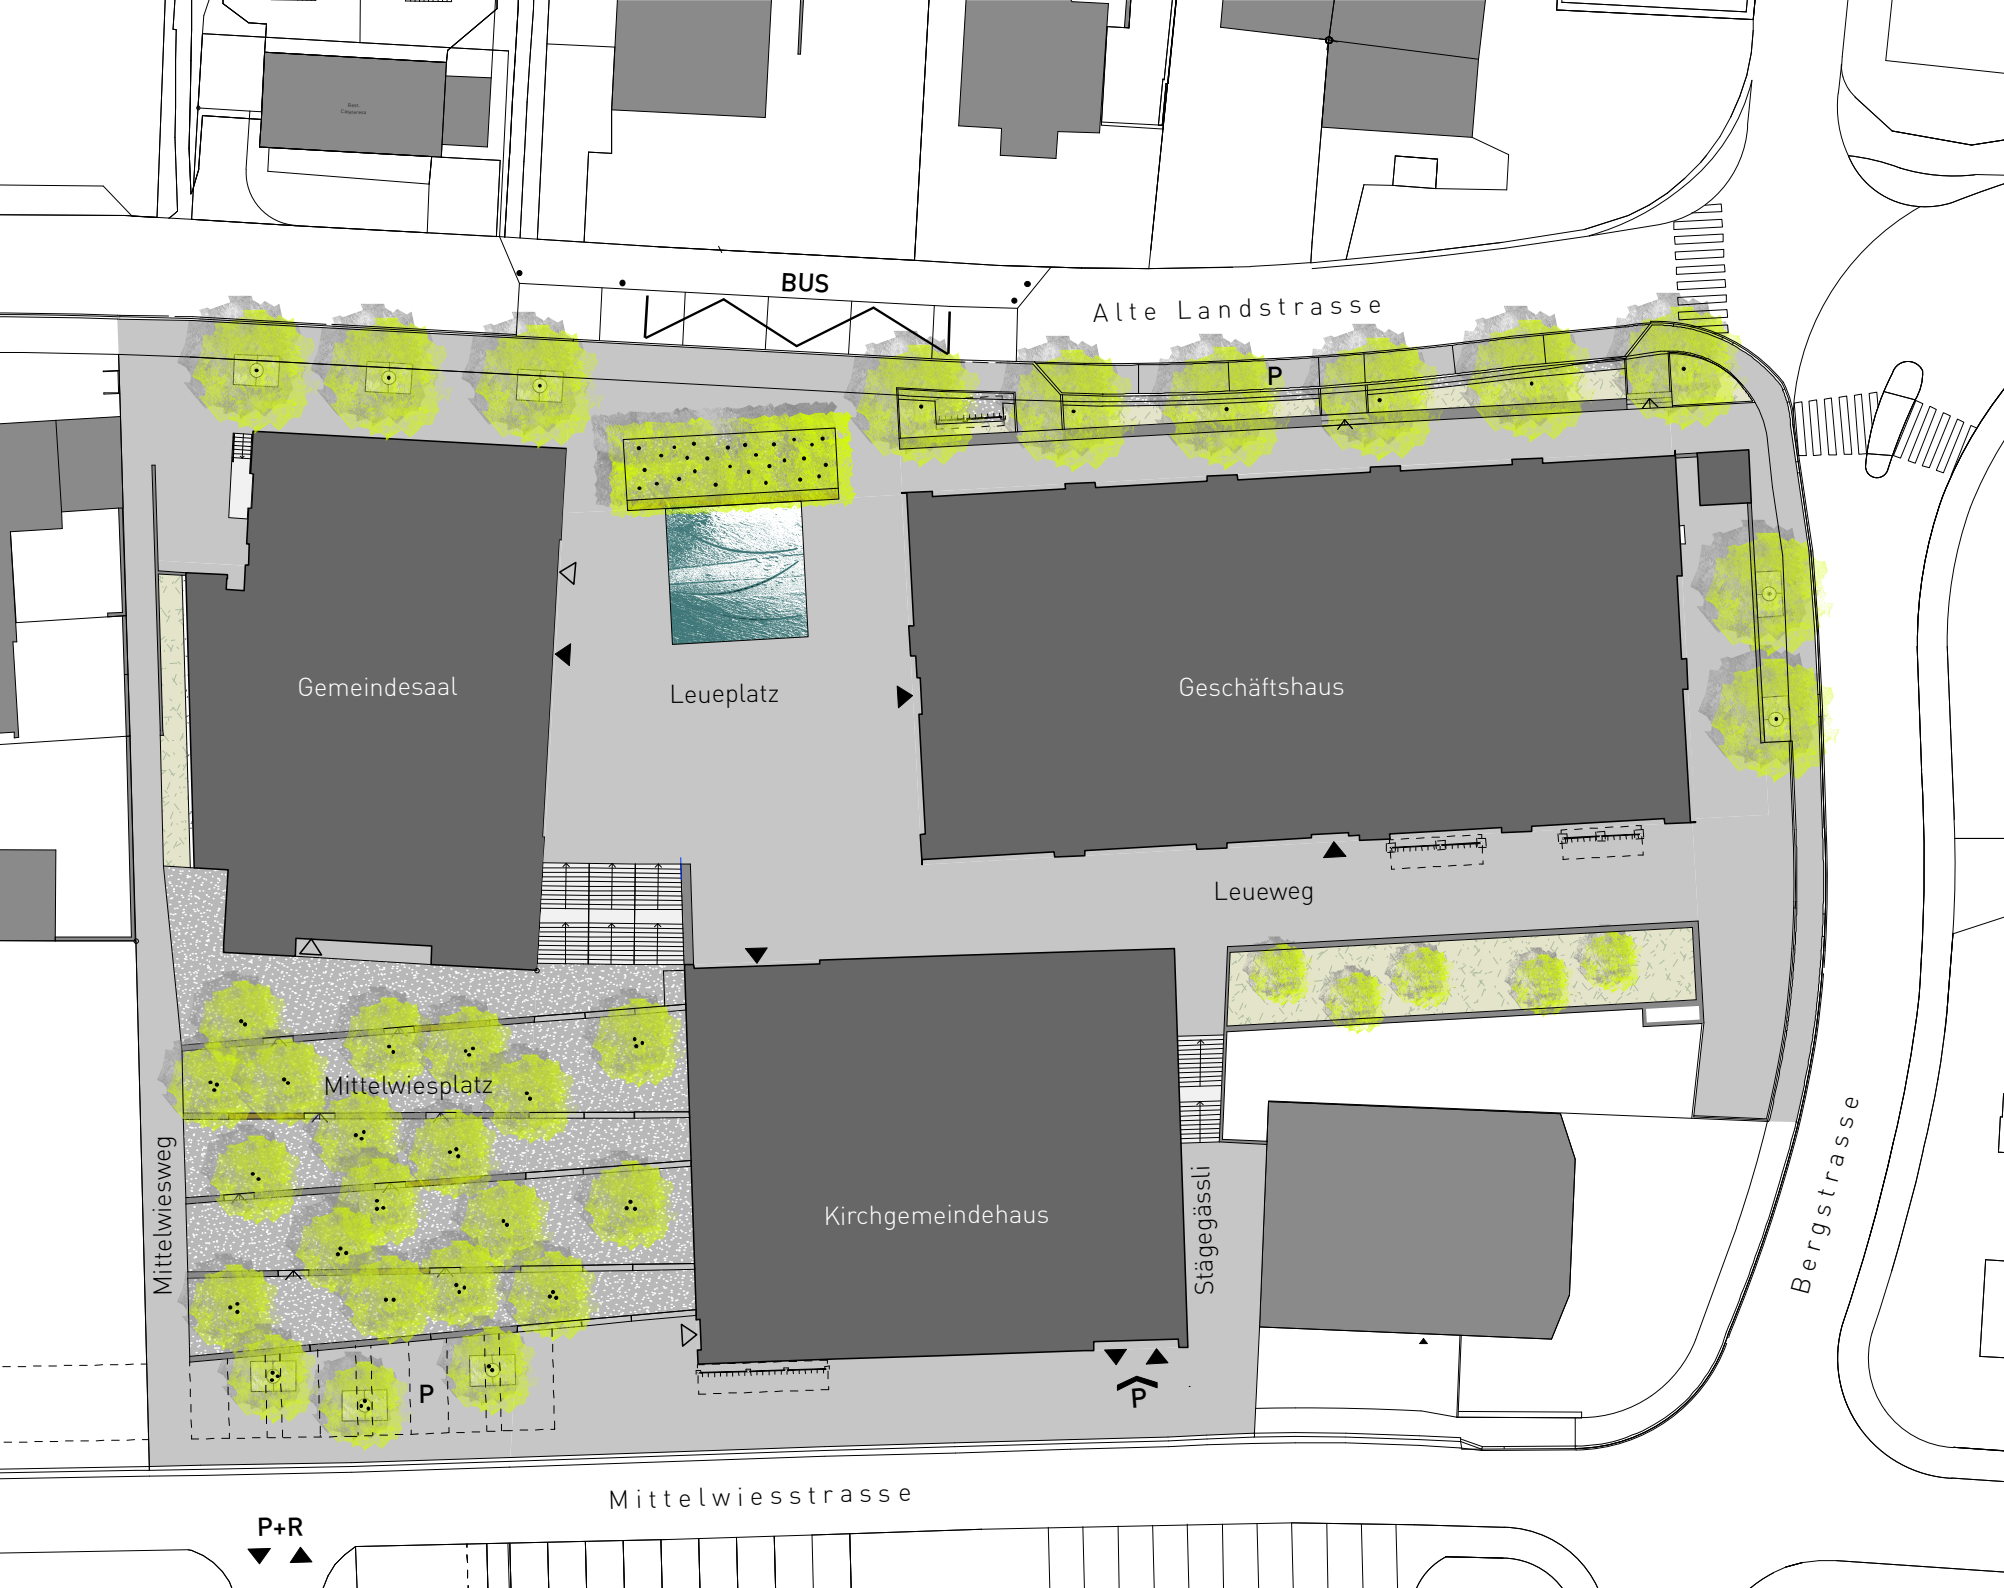 BUS
Alte Landstrasse
P
Gemeindesaal
Leueplatz
Geschäftshaus
Leueweg
Mittelwiesplatz
Mittelwiesweg
Kirchgemeindehaus
Stägegässli
Bergstrasse
P
P
Mittelwiesstrasse
P+R